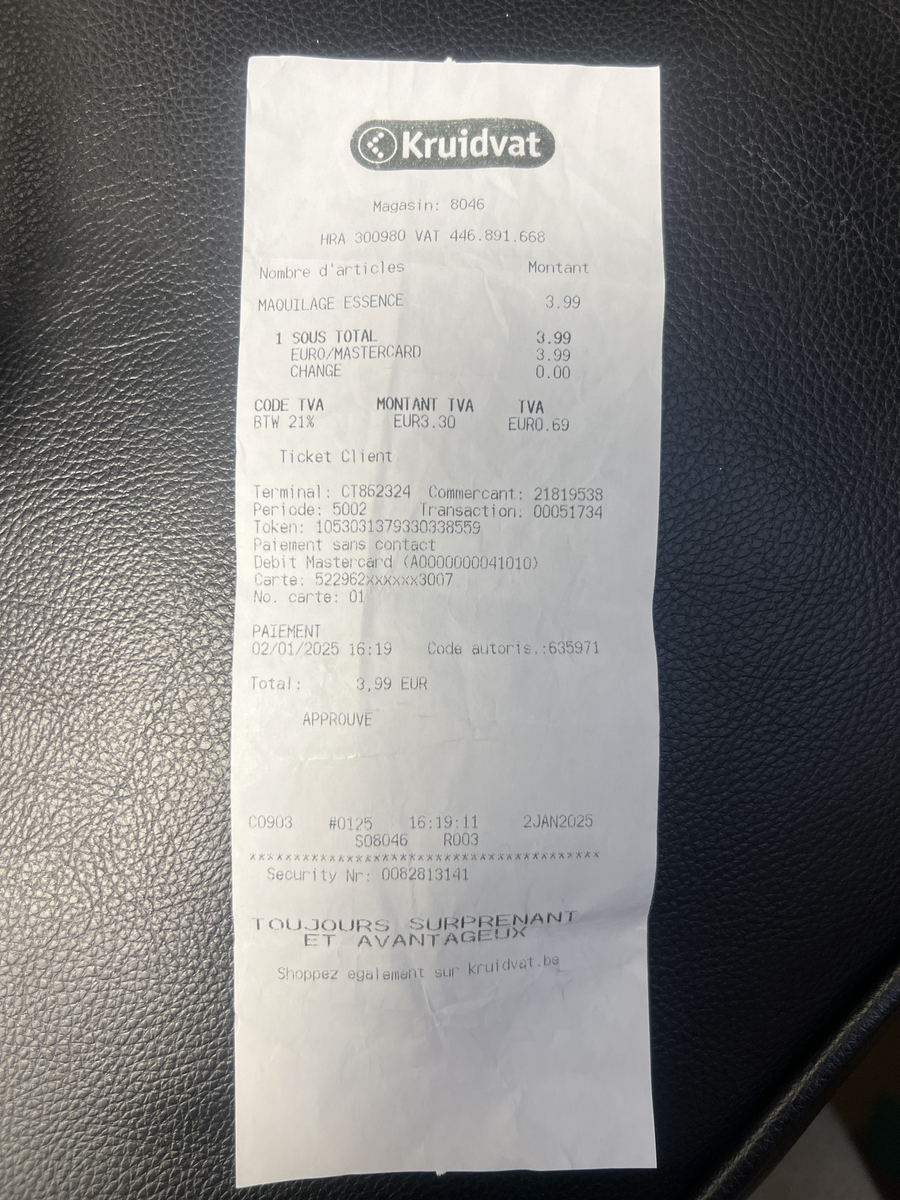 Kruidvat
Magasin: 8046
HRA 300980 VAT 446.891.668
Nombre d'articles Montant
MAQUILAGE ESSENCE 3.99
1 SOUS TOTAL 3.99
EURO/MASTERCARD 3.99
CHANGE 0.00
CODE TVA MONTANT TVA TVA
BTW 21% EUR3.30 EUR0.69
Ticket Client
Terminal: CT862324 Commercant: 21819538
Periode: 5002 Transaction: 00051734
Token: 1053031379330338559
Paiement sans contact
Debit Mastercard (A0000000041010)
Carte: 522962xxxxxx3007
No. carte: 01
PAIEMENT
02/01/2025 16:19 Code autoris.:635971
Total: 3,99 EUR
APPROUVE
C0903 #0125 16:19:11 2JAN2025
S08046 R003
****************************************
Security Nr: 0082813141
TOUJOURS SURPRENANT
ET AVANTAGEUX
Shoppez egalement sur kruidvat.be